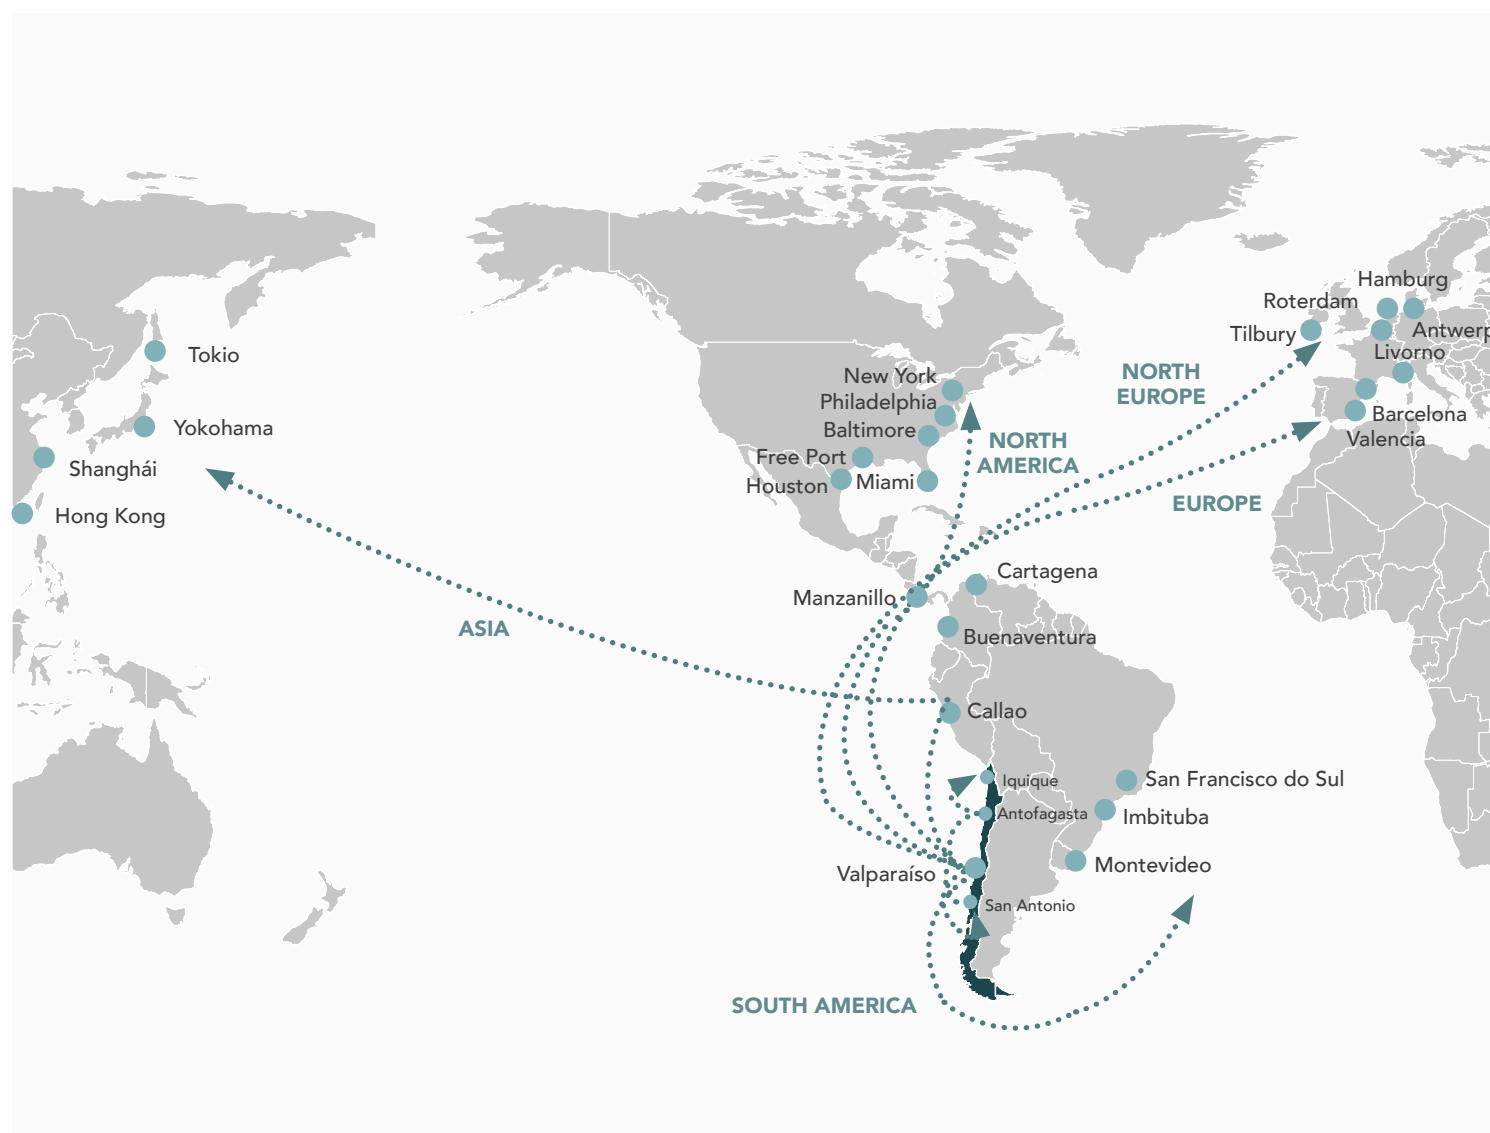 Hamburg
Roterdam
Tilbury
Antwerp
Livorno
Tokio
NORTH
EUROPE
New York
Philadelphia
Barcelona
Yokohama
Baltimore
Valencia
NORTH
AMERICA
Free Port
Shanghái
Houston
Miami
EUROPE
Hong Kong
Cartagena
Manzanillo
ASIA
Buenaventura
Callao
Iquique
San Francisco do Sul
Antofagasta
Imbituba
Valparaíso
Montevideo
San Antonio
SOUTH AMERICA